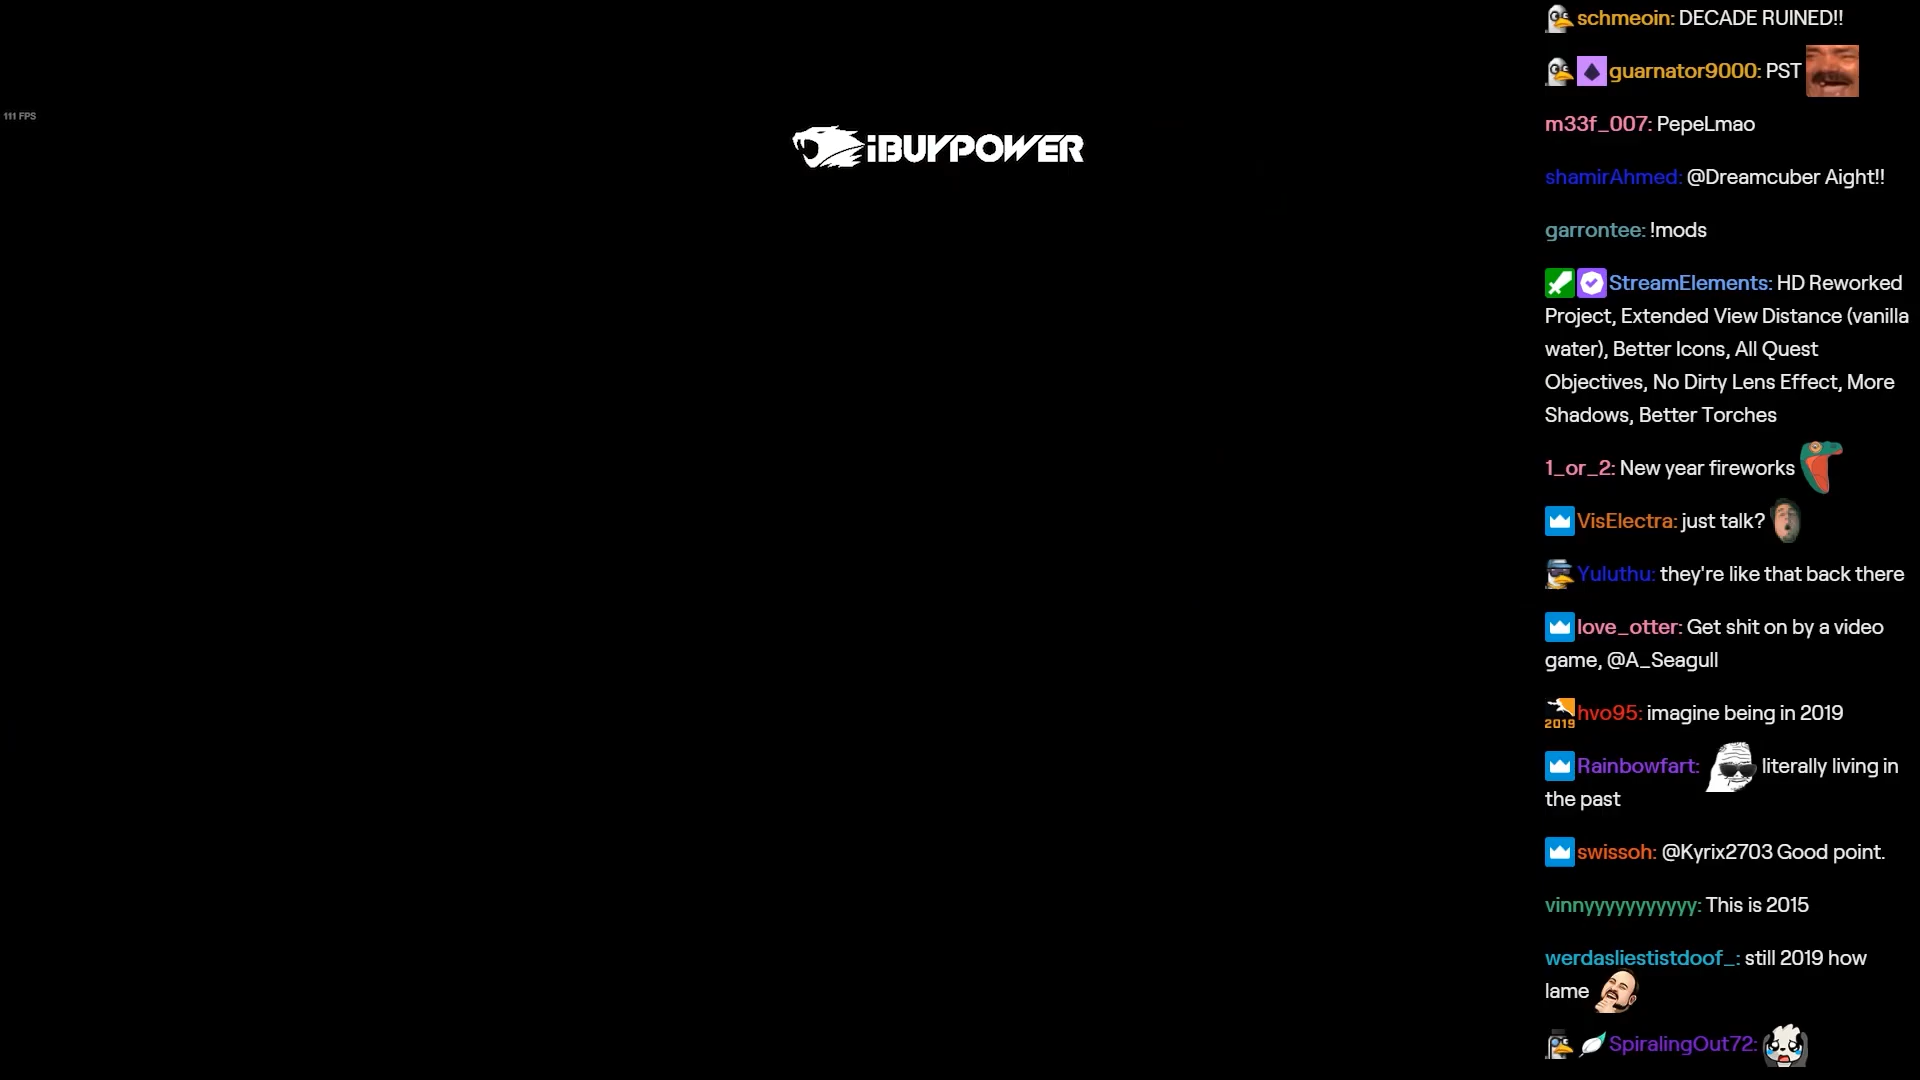 schmeoin: DECADE RUINED!!
guarnator9000: PST
111 FPS
iBUYPOWER
m33f_007: PepeLmao
shamirAhmed: @Dreamcuber Aight!!
garrontee: !mods
StreamElements: HD Reworked
Project, Extended View Distance (vanilla
water), Better Icons, All Quest
Objectives, No Dirty Lens Effect, More
Shadows, Better Torches
1_or_2: New year fireworks
VisElectra: just talk?
Yuluthu: they're like that back there
love_otter: Get shit on by a video
game, @A_Seagull
2019 hvo95: imagine being in 2019
Rainbowfart: literally living in
the past
swissoh: @Kyrix2703 Good point.
vinnyyyyyyyyyyy: This is 2015
werdasliestistdoof_: still 2019 how
lame
SpiralingOut72: